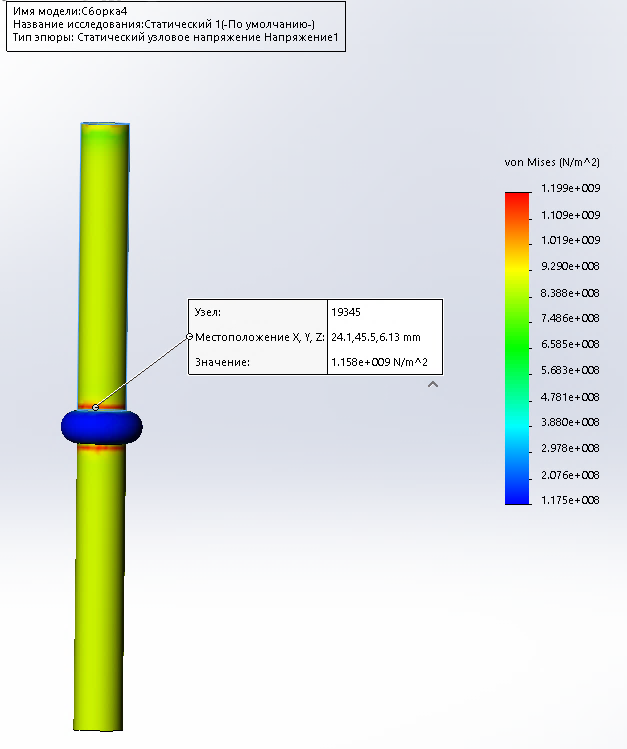 Имя модели:Сборка4
Название исследования:Статический 1(-По умолчанию-)
Тип эпюры: Статический узловое напряжение Напряжение1
von Mises (N/m^2)
1.199e+009
1.109e+009
1.019e+009
9.290e+008
8.388e+008
7.486e+008
6.585e+008
5.683e+008
4.781e+008
3.880e+008
2.978e+008
2.076e+008
1.175e+008
Узел: 19345
Местоположение X, Y, Z: 24.1,45.5,6.13 mm
Значение: 1.158e+009 N/m^2